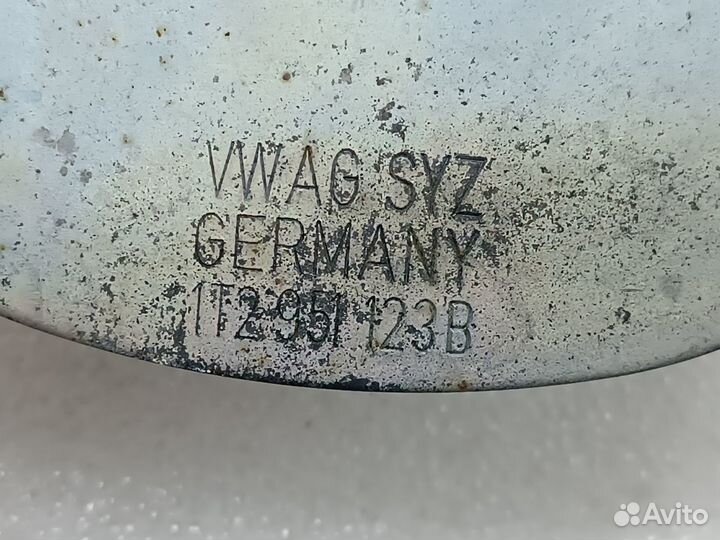 VWAG SYZ
GERMANY
1T2 951 123B
Avito